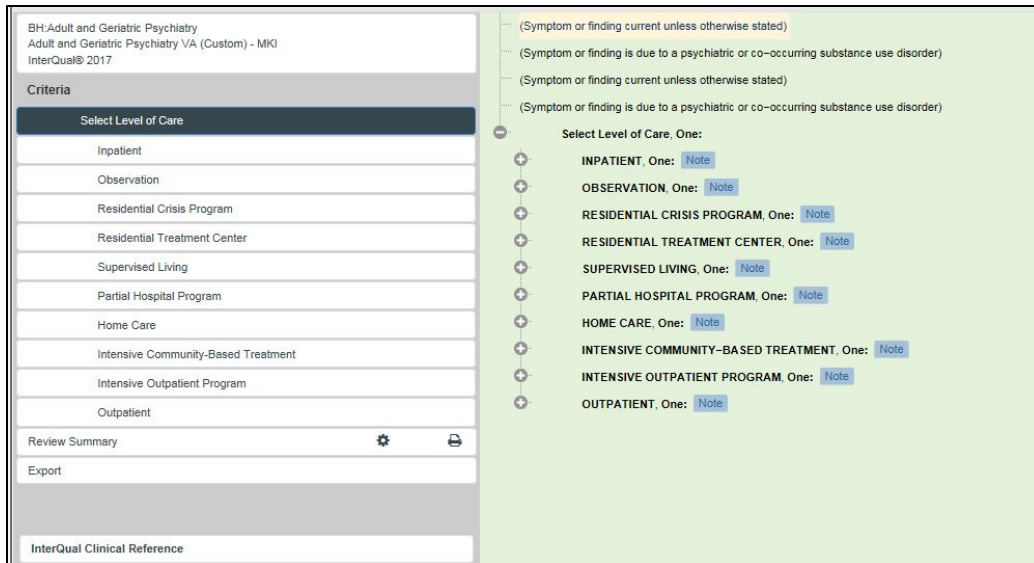 BH:Adult and Geriatric Psychiatry
Adult and Geriatric Psychiatry VA (Custom) - MKI
InterQual® 2017
Criteria
Select Level of Care
Inpatient
Observation
Residential Crisis Program
Residential Treatment Center
Supervised Living
Partial Hospital Program
Home Care
Intensive Community-Based Treatment
Intensive Outpatient Program
Outpatient
Review Summary
Export
InterQual Clinical Reference
(Symptom or finding current unless otherwise stated)
(Symptom or finding is due to a psychiatric or co-occurring substance use disorder)
(Symptom or finding current unless otherwise stated)
(Symptom or finding is due to a psychiatric or co-occurring substance use disorder)
Select Level of Care, One:
INPATIENT, One: Note
OBSERVATION, One: Note
RESIDENTIAL CRISIS PROGRAM, One: Note
RESIDENTIAL TREATMENT CENTER, One: Note
SUPERVISED LIVING, One: Note
PARTIAL HOSPITAL PROGRAM, One: Note
HOME CARE, One: Note
INTENSIVE COMMUNITY-BASED TREATMENT, One: Note
INTENSIVE OUTPATIENT PROGRAM, One: Note
OUTPATIENT, One: Note